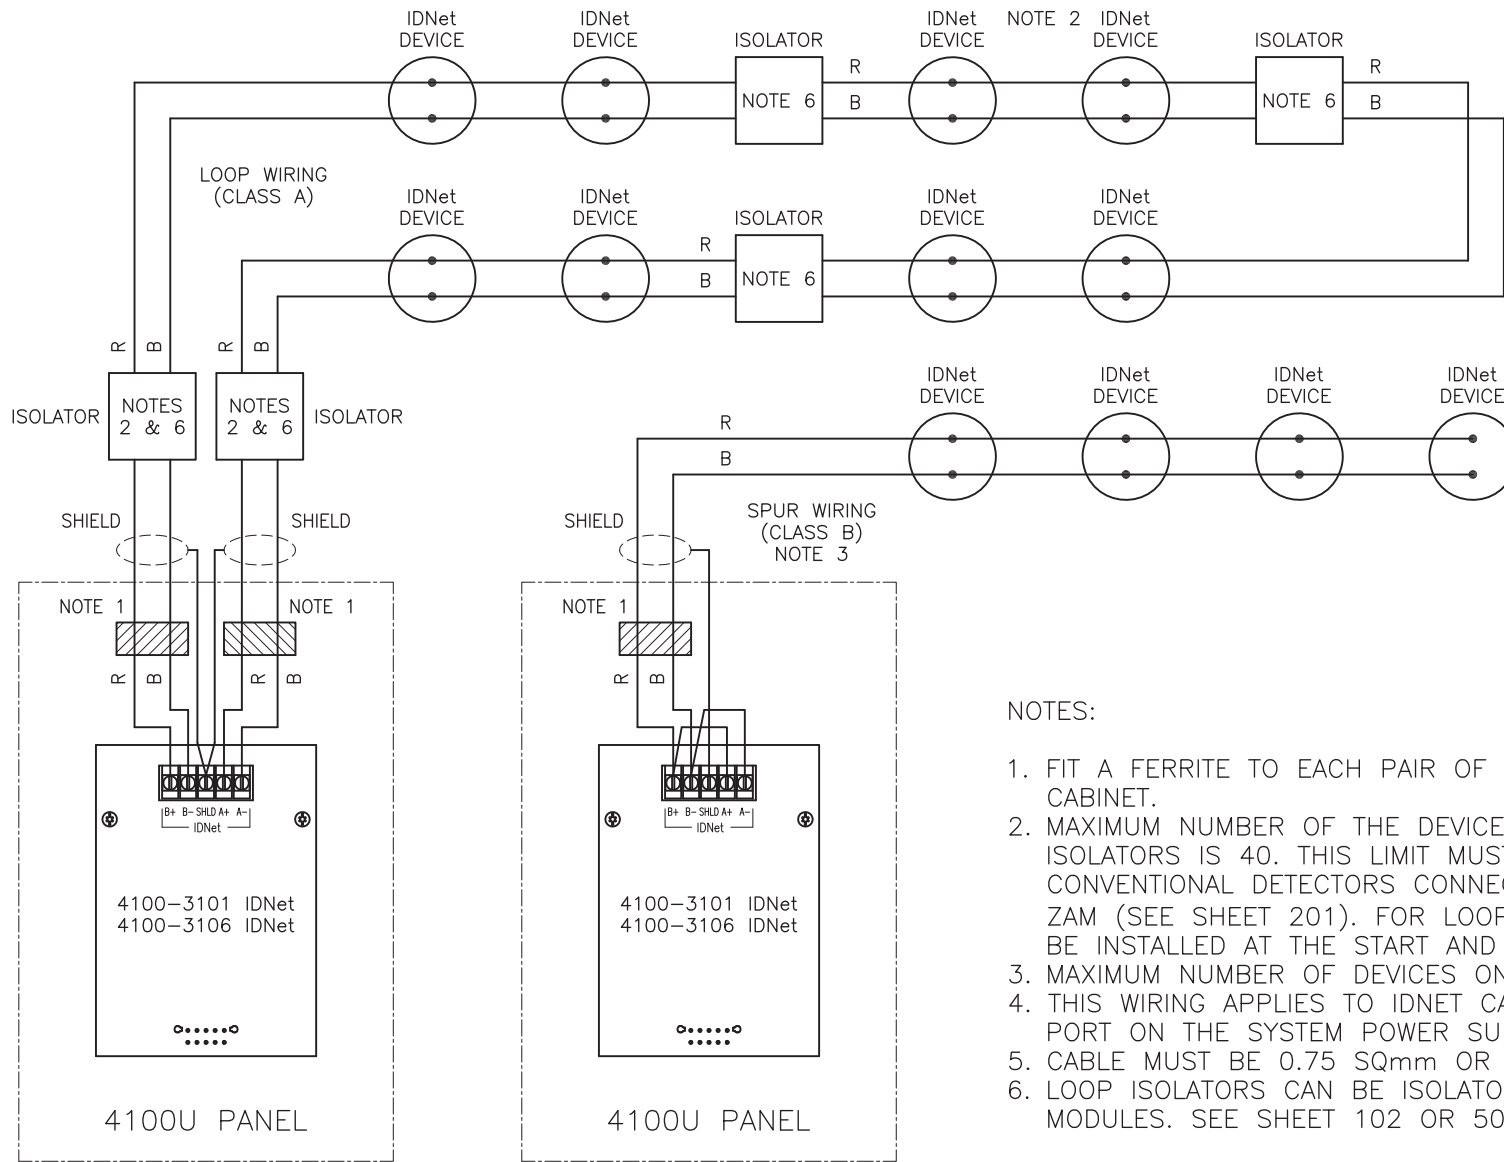 IDNet DEVICE
IDNet DEVICE
ISOLATOR
IDNet DEVICE
NOTE 2
IDNet DEVICE
ISOLATOR
R
R
NOTE 6
B
NOTE 6
B
LOOP WIRING
(CLASS A)
IDNet DEVICE
IDNet DEVICE
ISOLATOR
IDNet DEVICE
IDNet DEVICE
R
B
NOTE 6
R
B
R
B
ISOLATOR
NOTES
2 & 6
NOTES
2 & 6
ISOLATOR
IDNet DEVICE
IDNet DEVICE
IDNet DEVICE
IDNet DEVICE
R
B
SHIELD
SHIELD
SHIELD
SPUR WIRING
(CLASS B)
NOTE 3
NOTE 1
NOTE 1
NOTE 1
R
B
R
B
R
B
B+ B- SHLD A+ A-
IDNet
B+ B- SHLD A+ A-
IDNet
4100-3101 IDNet
4100-3106 IDNet
4100-3101 IDNet
4100-3106 IDNet
4100U PANEL
4100U PANEL
NOTES:
1. FIT A FERRITE TO EACH PAIR OF
CABINET.
2. MAXIMUM NUMBER OF THE DEVICE
ISOLATORS IS 40. THIS LIMIT MUST
CONVENTIONAL DETECTORS CONNEC
ZAM (SEE SHEET 201). FOR LOOP
BE INSTALLED AT THE START AND
3. MAXIMUM NUMBER OF DEVICES ON
4. THIS WIRING APPLIES TO IDNET CA
PORT ON THE SYSTEM POWER SU
5. CABLE MUST BE 0.75 SQmm OR
6. LOOP ISOLATORS CAN BE ISOLATO
MODULES. SEE SHEET 102 OR 50